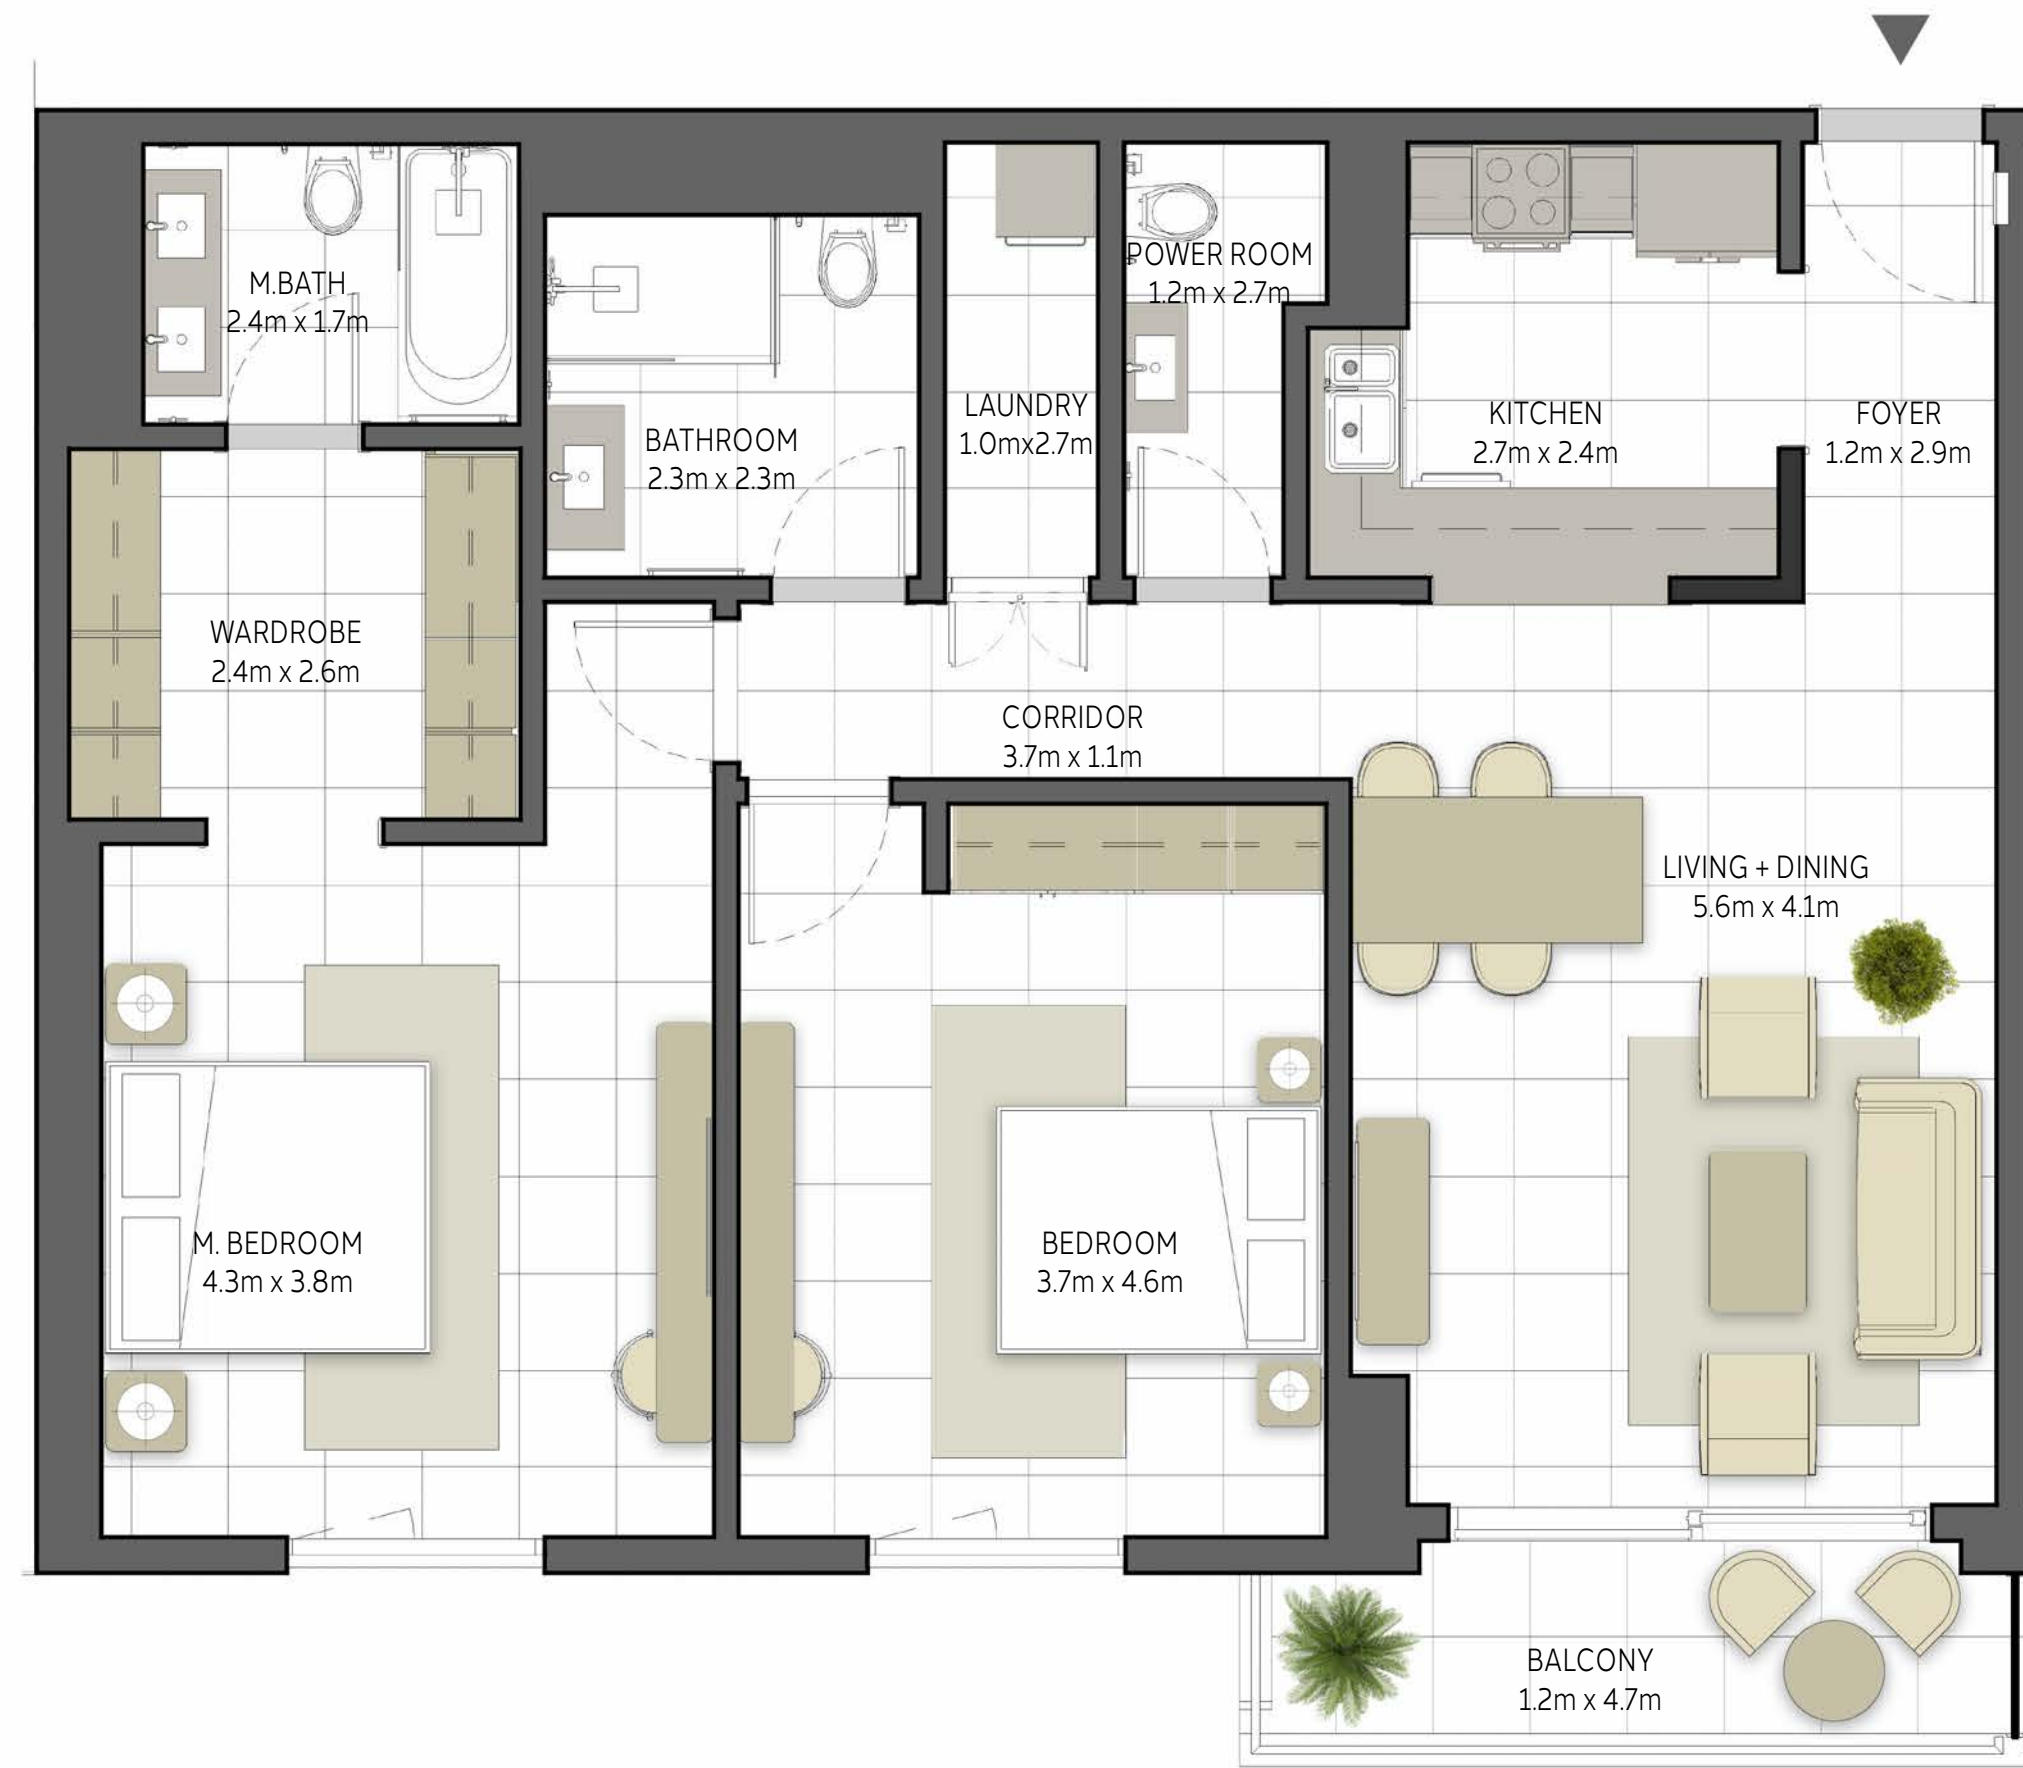 M.BATH
2.4m x 1.7m
POWER ROOM
1.2m x 2.7m
LAUNDRY
1.0mx2.7m
BATHROOM
2.3m x 2.3m
KITCHEN
2.7m x 2.4m
FOYER
1.2m x 2.9m
WARDROBE
2.4m x 2.6m
CORRIDOR
3.7m x 1.1m
LIVING + DINING
5.6m x 4.1m
M. BEDROOM
4.3m x 3.8m
BEDROOM
3.7m x 4.6m
BALCONY
1.2m x 4.7m